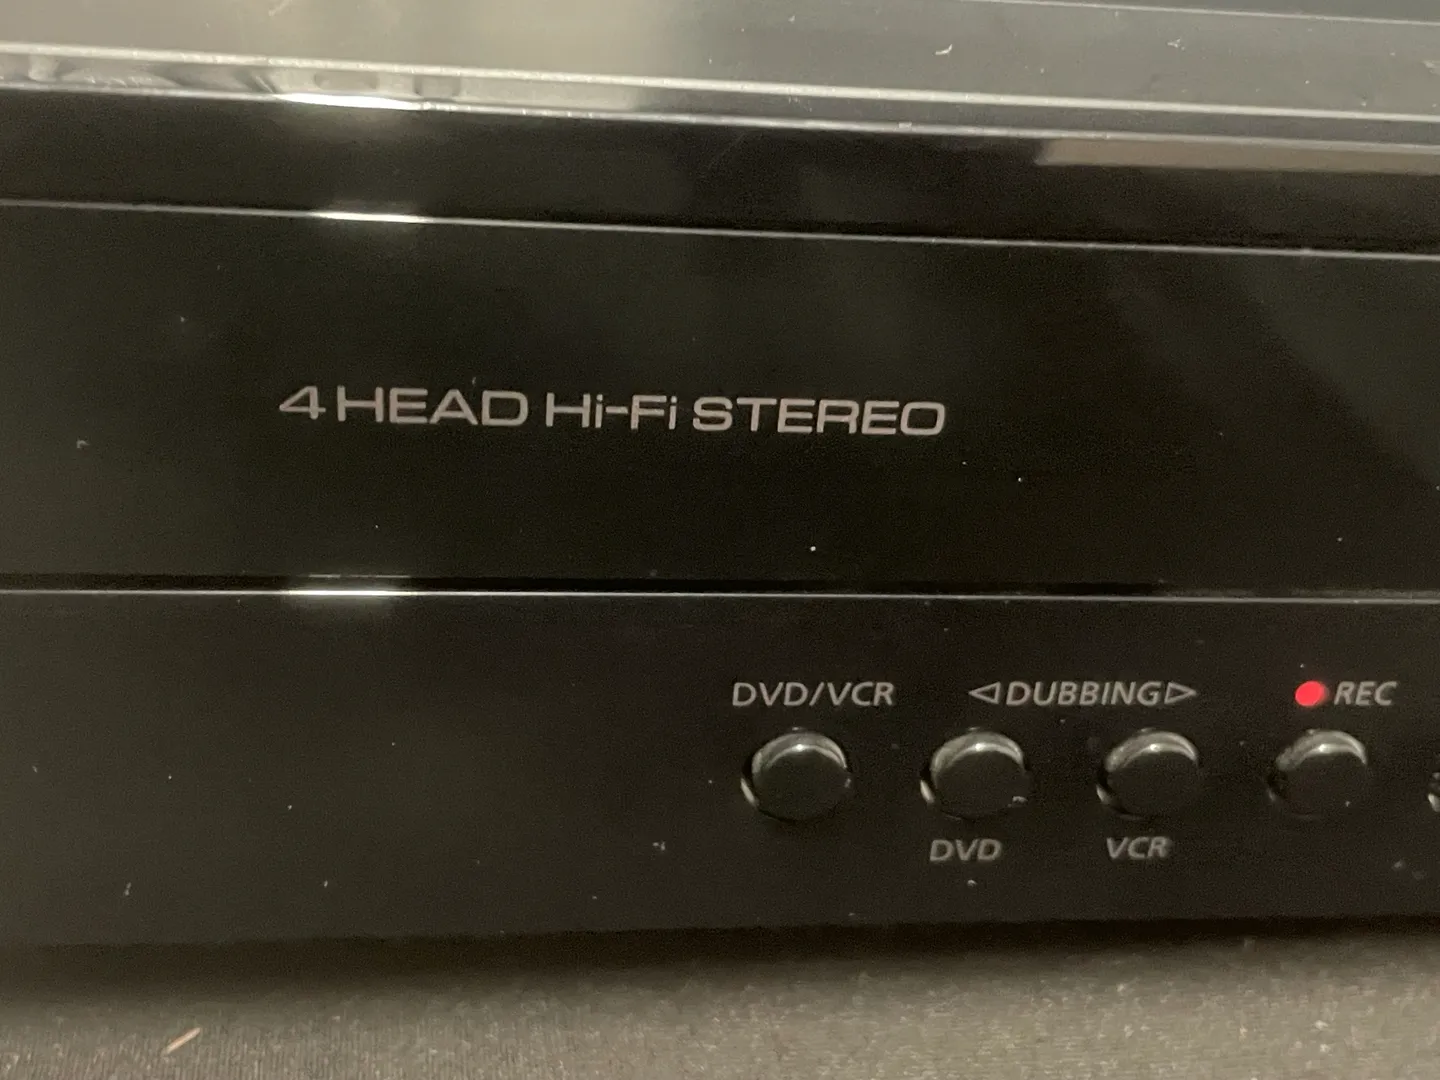 4 HEAD Hi-Fi STEREO
DVD/VCR ◁DUBBING▷ ●REC
DVD VCR